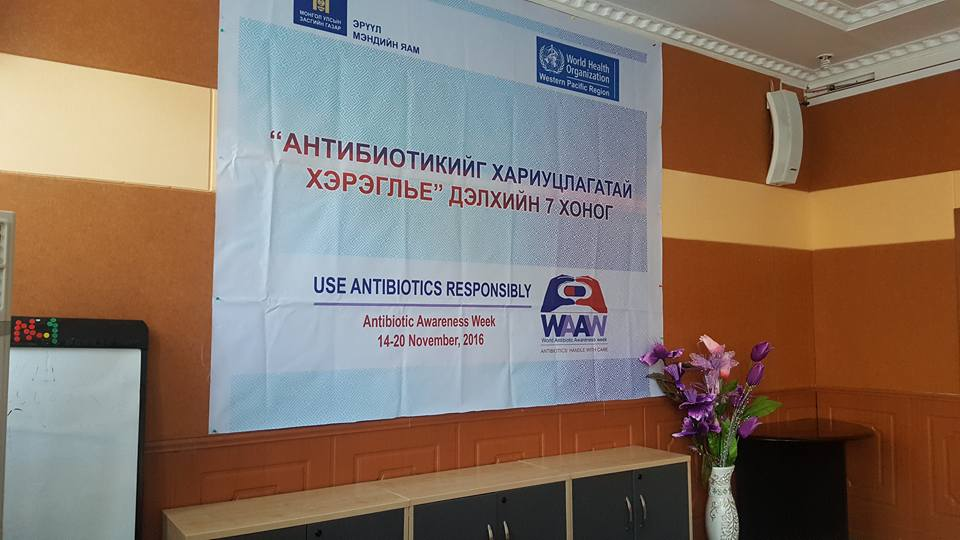 МОНГОЛ УЛСЫН
ЗАСГИЙН ГАЗАР
ЭРҮҮЛ
МЭНДИЙН ЯАМ
World Health
Organization
Western Pacific Region
“АНТИБИОТИКИЙГ ХАРИУЦЛАГАТАЙ
ХЭРЭГЛЬЕ” ДЭЛХИЙН 7 ХОНОГ
USE ANTIBIOTICS RESPONSIBLY
Antibiotic Awareness Week
14-20 November, 2016
WAAW
World Antibiotic Awareness week
ANTIBIOTICS' HANDLE WITH CARE